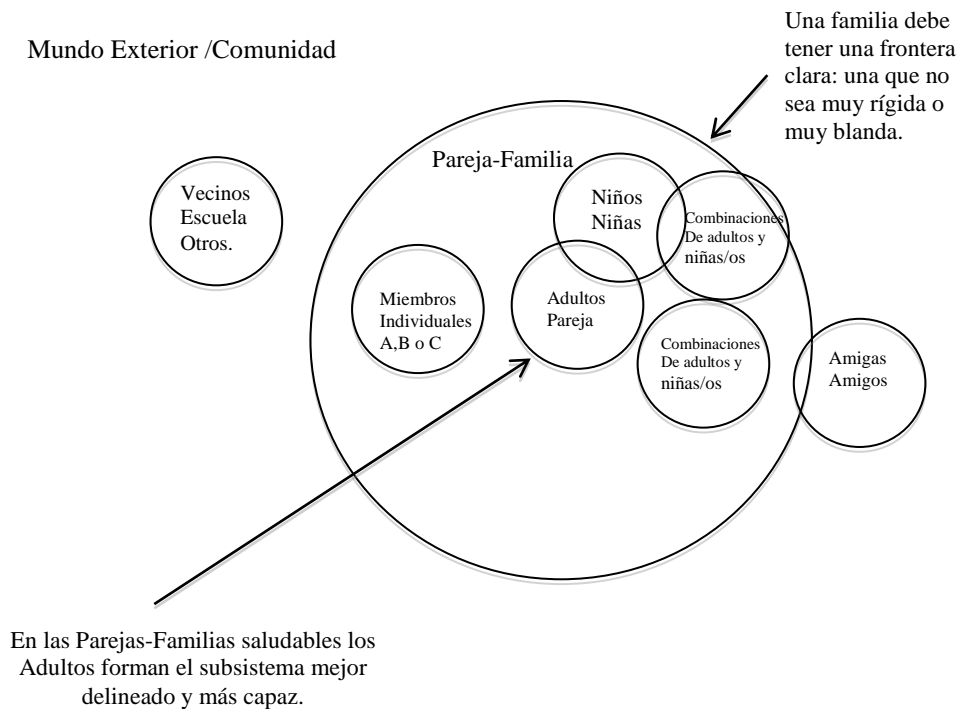 Mundo Exterior /Comunidad
Una familia debe
tener una frontera
clara: una que no
sea muy rígida o
muy blanda.
Pareja-Familia
Vecinos
Escuela
Otros.
Niños
Niñas
Combinaciones
De adultos y
niñas/os
Miembros
Individuales
A,B o C
Adultos
Pareja
Combinaciones
De adultos y
niñas/os
Amigas
Amigos
En las Parejas-Familias saludables los
Adultos forman el subsistema mejor
delineado y más capaz.